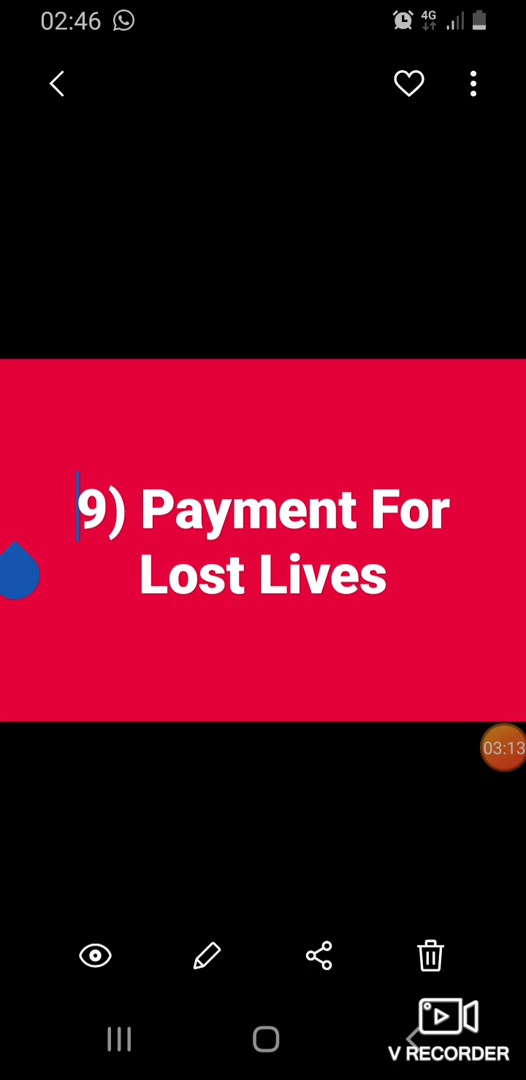 02:46
4G
9) Payment For
Lost Lives
03:13
V RECORDER